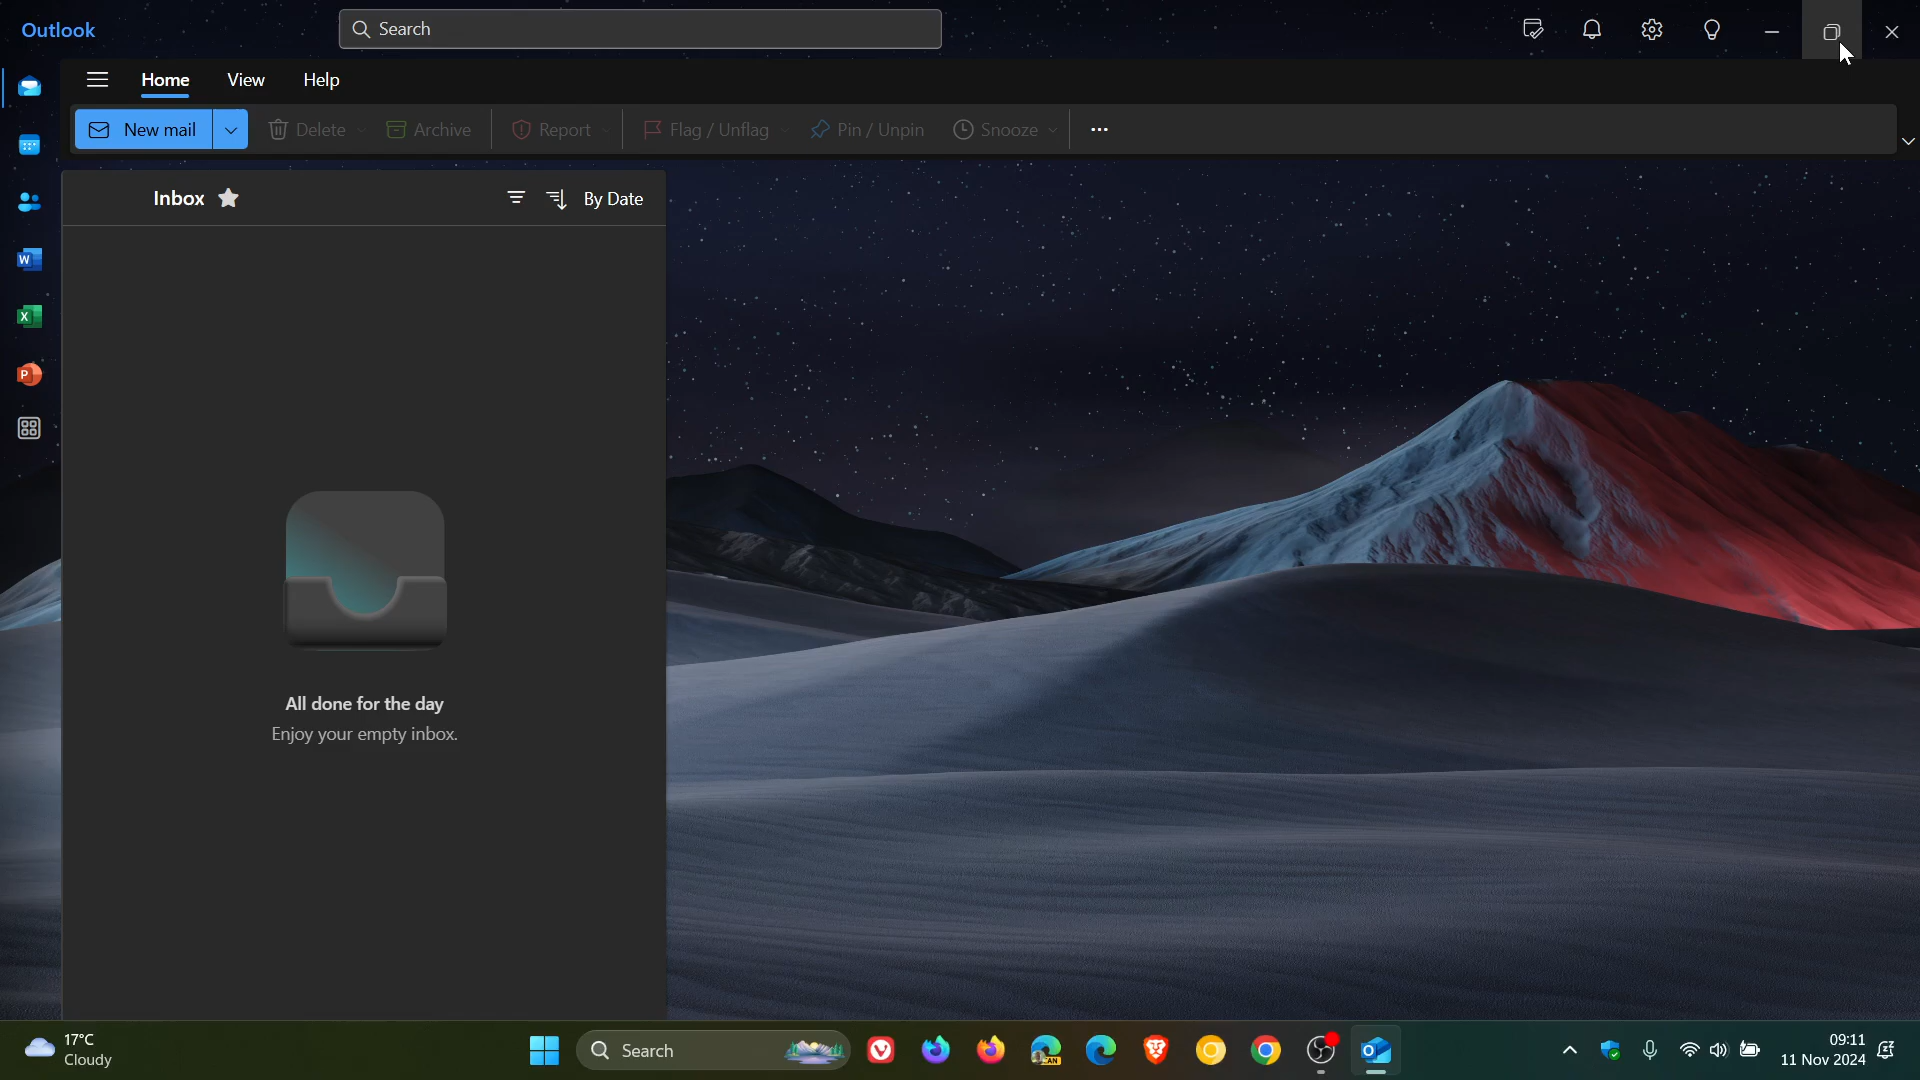 Outlook
Search
Home View Help
New mail Delete Archive Report Flag / Unflag Pin / Unpin Snooze ...
Inbox By Date
W
X
P
All done for the day
Enjoy your empty inbox.
17°C
Cloudy
Search
CAN
O
09:11
11 Nov 2024